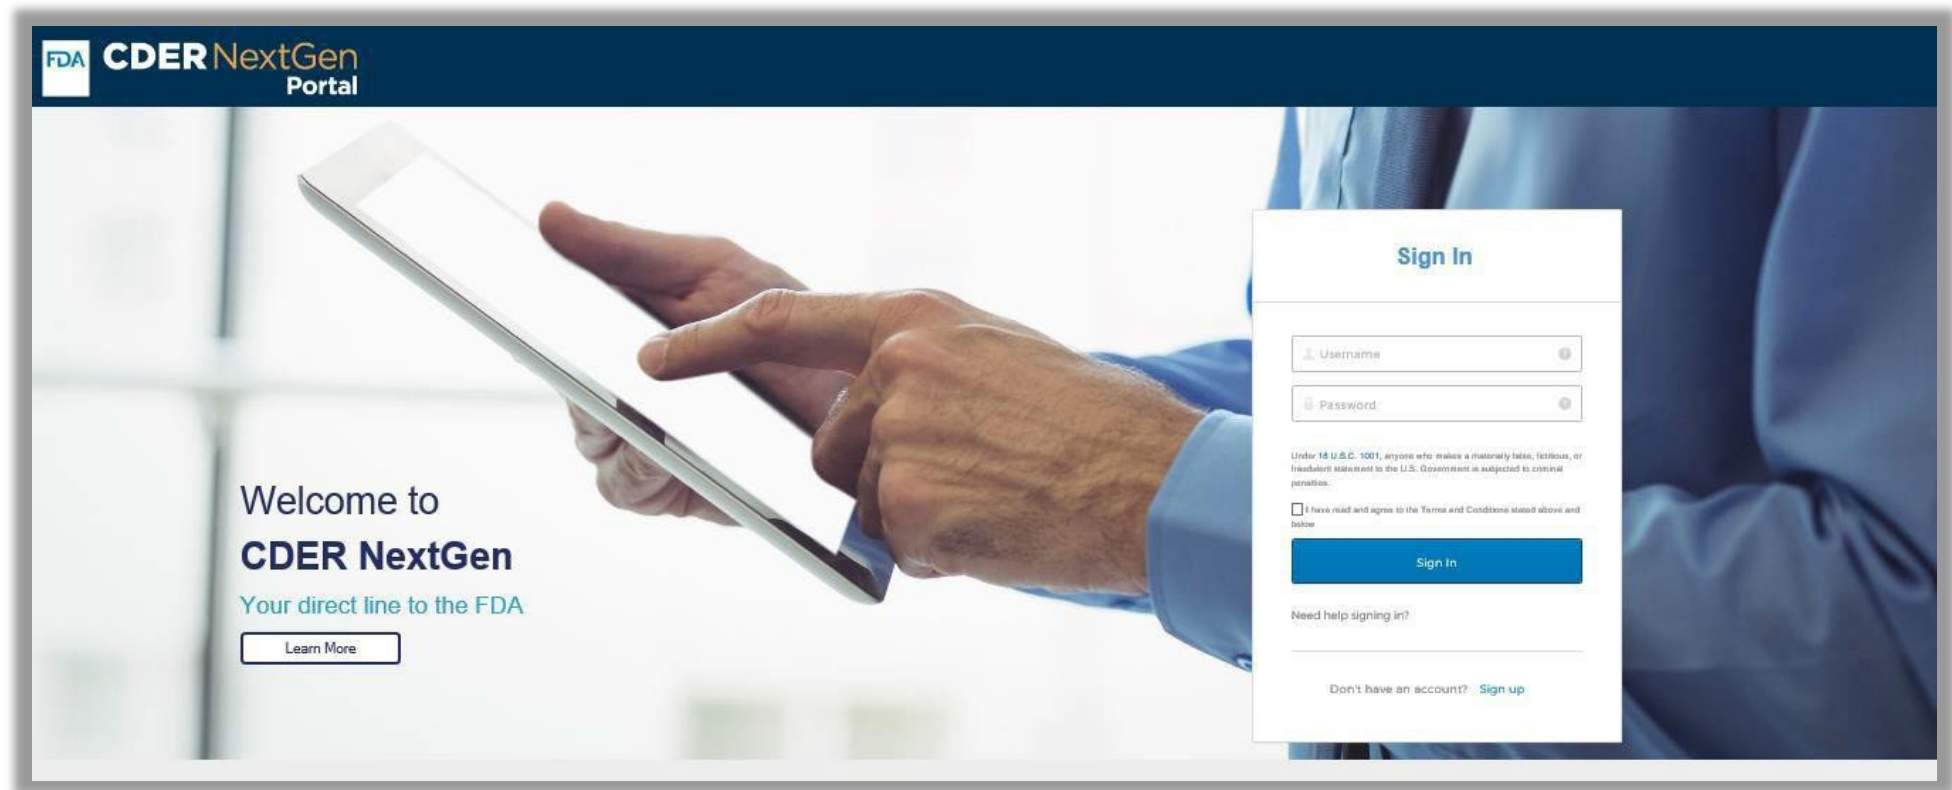 FDA
CDER NextGen
Portal
Welcome to
CDER NextGen
Your direct line to the FDA
Learn More
Sign In
Username
Password
Under 18 U.S.C. 1001, anyone who makes a materially false, fictitious, or
fraudulent statement to the U.S. Government is subjected to criminal
penalties.
I have read and agree to the Terms and Conditions stated above and
below
Sign In
Need help signing in?
Don't have an account? Sign up